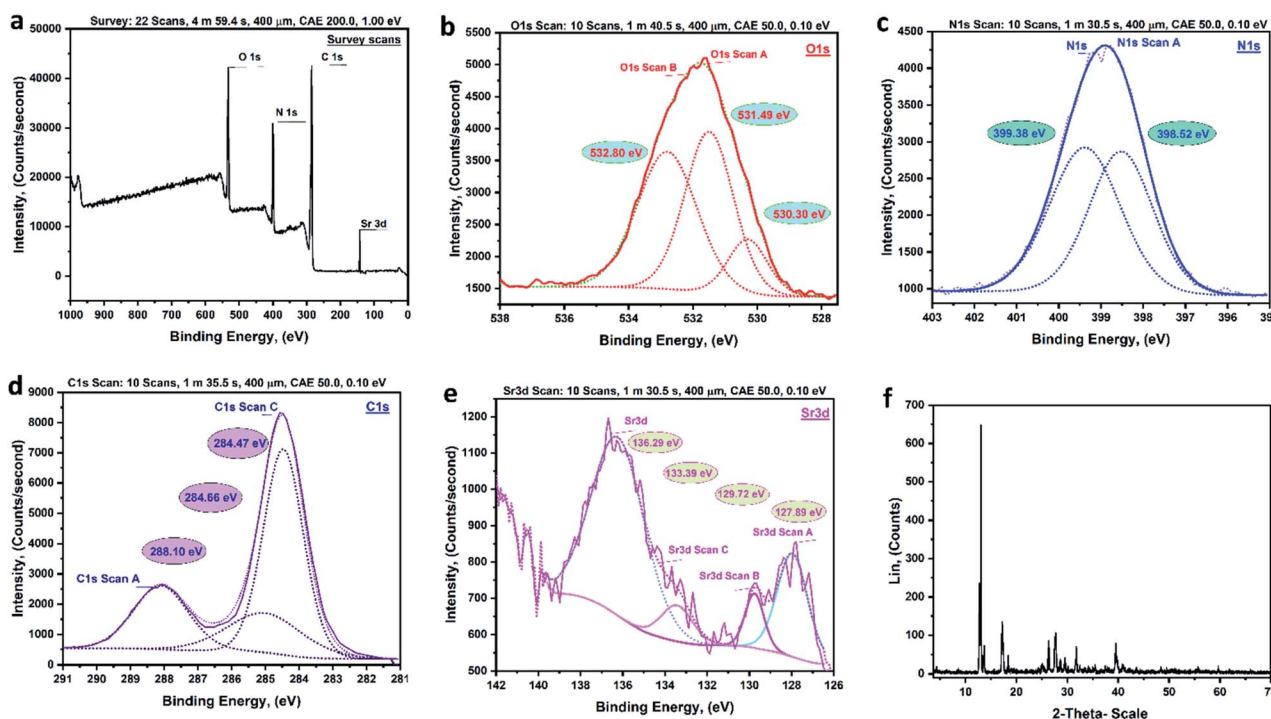 a
Survey: 22 Scans, 4 m 59.4 s, 400 μm, CAE 200.0, 1.00 eV
Survey scans
O 1s
C 1s
N 1s
Sr 3d
50000
40000
30000
20000
10000
0
1000 900 800 700 600 500 400 300 200 100 0
Intensity, (Counts/second)
Binding Energy, (eV)
b
O1s Scan: 10 Scans, 1 m 40.5 s, 400 μm, CAE 50.0, 0.10 eV
O1s
O1s Scan A
O1s Scan B
531.49 eV
532.80 eV
530.30 eV
5500
5000
4500
4000
3500
3000
2500
2000
1500
538 536 534 532 530 528
Intensity, (Counts/second)
Binding Energy, (eV)
c
N1s Scan: 10 Scans, 1 m 30.5 s, 400 μm, CAE 50.0, 0.10 eV
N1s
N1s
N1s Scan A
399.38 eV
398.52 eV
4500
4000
3500
3000
2500
2000
1500
1000
403 402 401 400 399 398 397 396 395
Intensity, (Counts/second)
Binding Energy, (eV)
d
C1s Scan: 10 Scans, 1 m 35.5 s, 400 μm, CAE 50.0, 0.10 eV
C1s
C1s Scan C
284.47 eV
284.66 eV
288.10 eV
C1s Scan A
9000
8000
7000
6000
5000
4000
3000
2000
1000
0
291 290 289 288 287 286 285 284 283 282 281
Intensity, (Counts/second)
Binding Energy, (eV)
e
Sr3d Scan: 10 Scans, 1 m 30.5 s, 400 μm, CAE 50.0, 0.10 eV
Sr3d
Sr3d
136.29 eV
133.39 eV
129.72 eV
127.89 eV
Sr3d Scan A
Sr3d Scan C
Sr3d Scan B
1200
1100
1000
900
800
700
600
500
142 140 138 136 134 132 130 128 126
Intensity, (Counts/second)
Binding Energy, (eV)
f
700
600
500
400
300
200
100
0
10 20 30 40 50 60 70
Lin, (Counts)
2-Theta- Scale